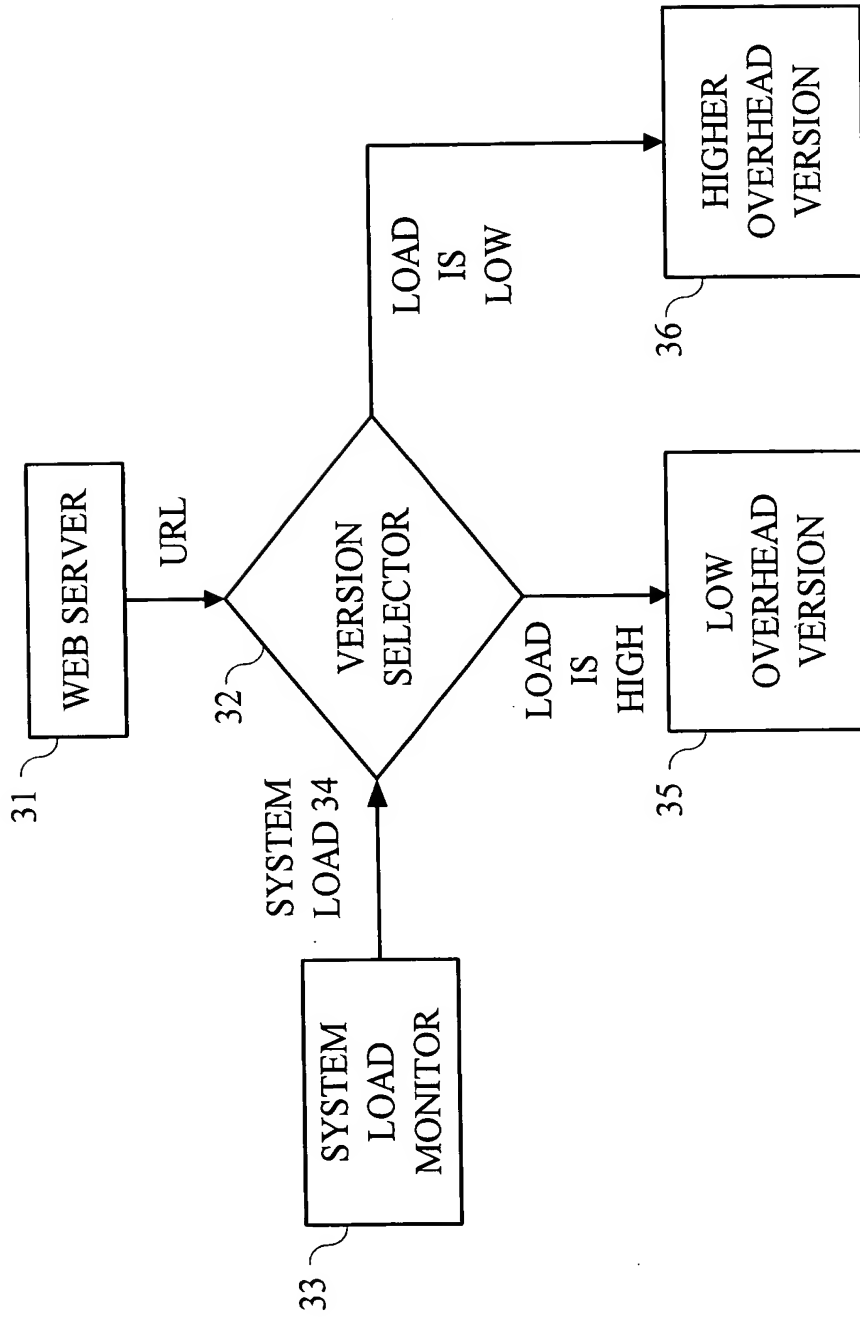 31
WEB SERVER
URL
32
VERSION
SELECTOR
SYSTEM
LOAD 34
33
SYSTEM
LOAD
MONITOR
LOAD
IS
HIGH
LOAD
IS
LOW
35
LOW
OVERHEAD
VERSION
36
HIGHER
OVERHEAD
VERSION